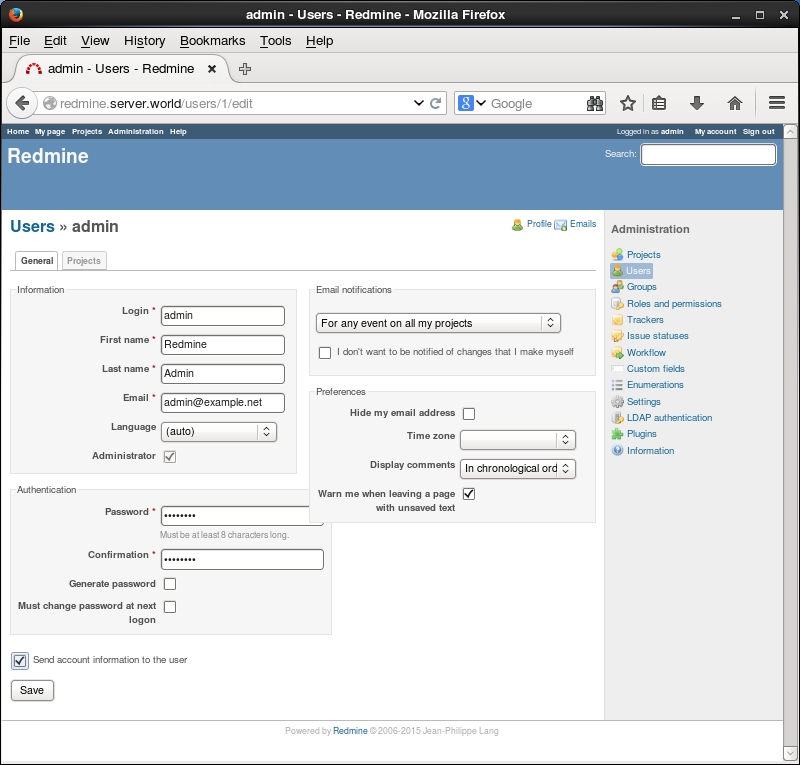 admin - Users - Redmine - Mozilla Firefox
File Edit View History Bookmarks Tools Help
admin - Users - Redmine
redmine.server.world/users/1/edit
Google
Home My page Projects Administration Help
Logged in as admin My account Sign out
Redmine
Search:
Users » admin
Profile Emails
General Projects
Information
Login *
admin
First name *
Redmine
Last name *
Admin
Email *
admin@example.net
Language
(auto)
Administrator
Authentication
Password *
••••••••
Must be at least 8 characters long.
Confirmation *
••••••••
Generate password
Must change password at next
logon
Send account information to the user
Save
Email notifications
For any event on all my projects
I don't want to be notified of changes that I make myself
Preferences
Hide my email address
Time zone
Display comments
In chronological ord
Warn me when leaving a page
with unsaved text
Administration
Projects
Users
Groups
Roles and permissions
Trackers
Issue statuses
Workflow
Custom fields
Enumerations
Settings
LDAP authentication
Plugins
Information
Powered by Redmine © 2006-2015 Jean-Philippe Lang